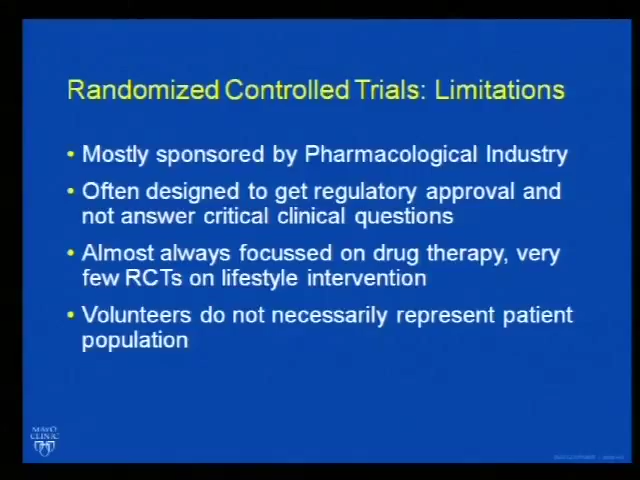 Randomized Controlled Trials: Limitations
• Mostly sponsored by Pharmacological Industry
• Often designed to get regulatory approval and
not answer critical clinical questions
• Almost always focussed on drug therapy, very
few RCTs on lifestyle intervention
• Volunteers do not necessarily represent patient
population
MAYO
CLINIC